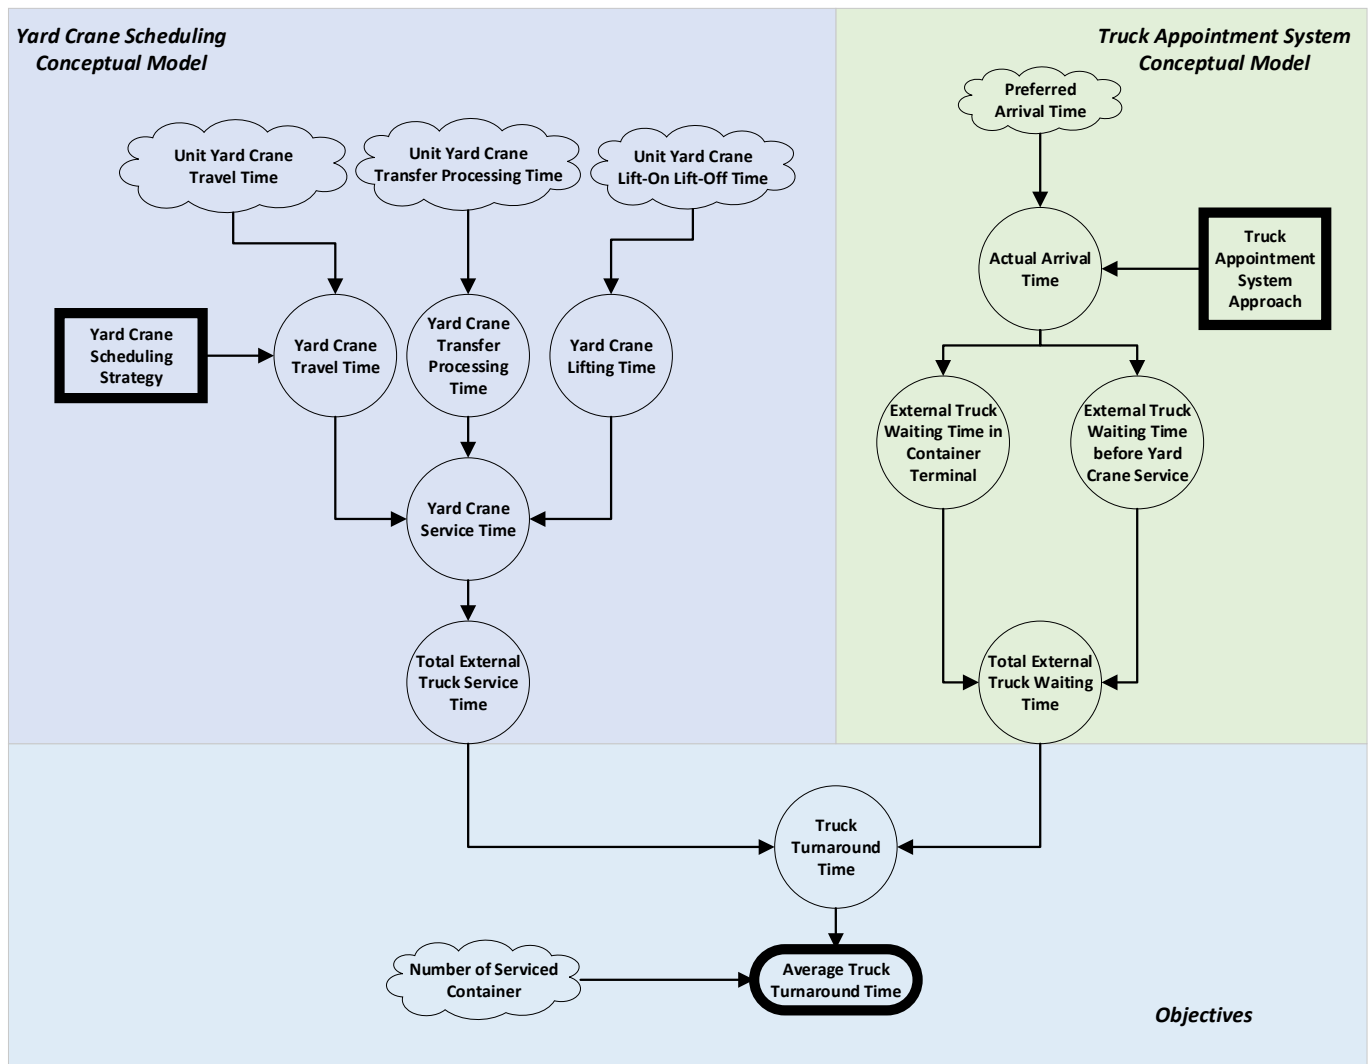 Yard Crane Scheduling
Conceptual Model
Truck Appointment System
Conceptual Model
Preferred
Arrival Time
Unit Yard Crane
Travel Time
Unit Yard Crane
Transfer Processing Time
Unit Yard Crane
Lift-On Lift-Off Time
Actual Arrival
Time
Truck
Appointment
System
Approach
Yard Crane
Scheduling
Strategy
Yard Crane
Travel Time
Yard Crane
Transfer
Processing
Time
Yard Crane
Lifting Time
External Truck
Waiting Time in
Container
Terminal
External Truck
Waiting Time
before Yard
Crane Service
Yard Crane
Service Time
Total External
Truck Service
Time
Total External
Truck Waiting
Time
Truck
Turnaround
Time
Number of Serviced
Container
Average Truck
Turnaround Time
Objectives